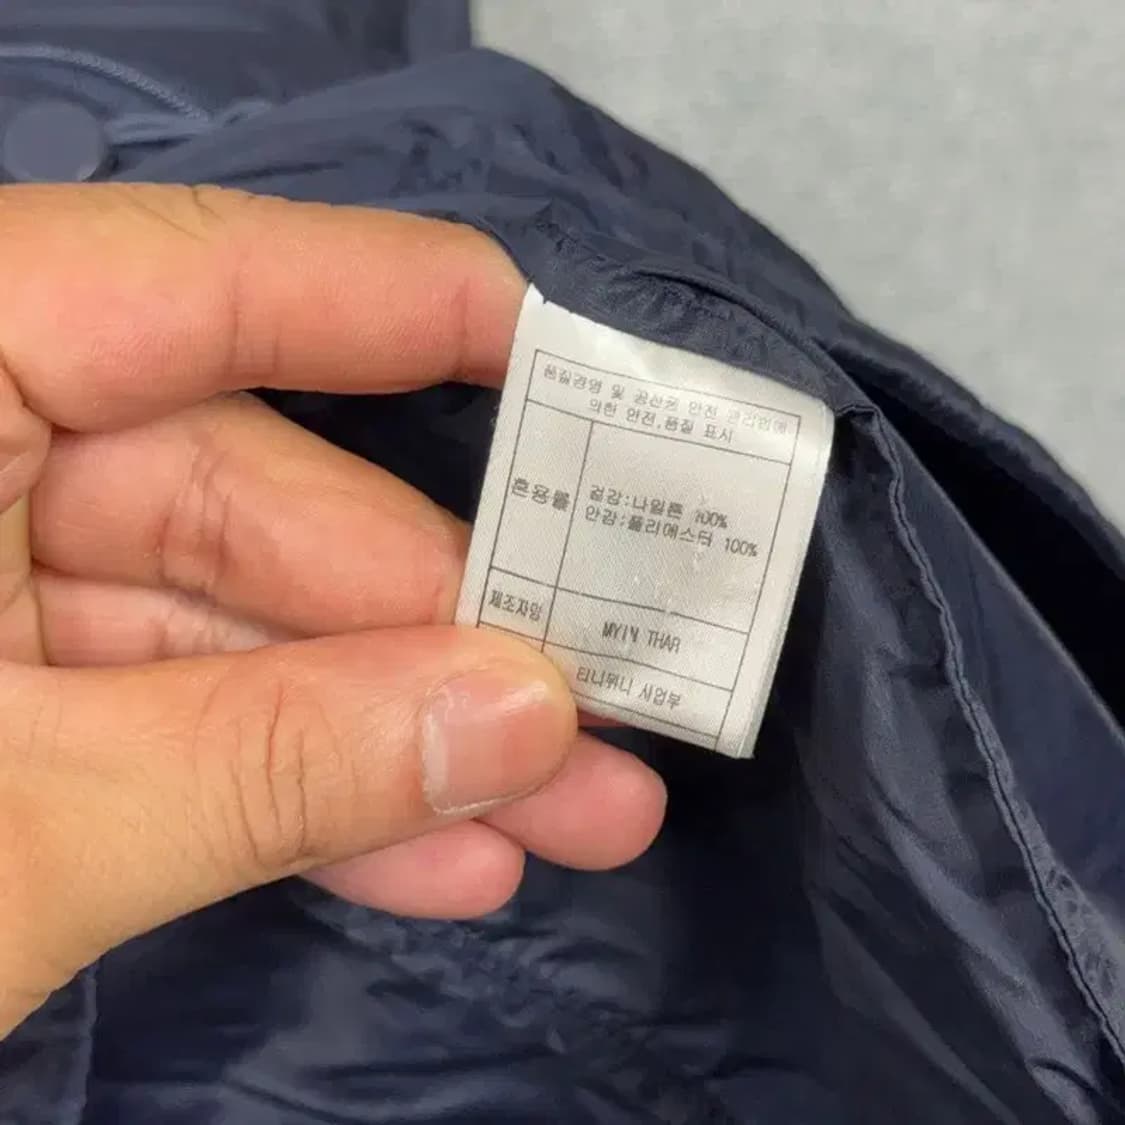 품질경영 및 공산품 안전 관리법에
의한 안전,품질 표시
혼용률
겉감:나일론 100%
안감:폴리에스터 100%
제조자명
MYIN THAR
티니위니 사업부